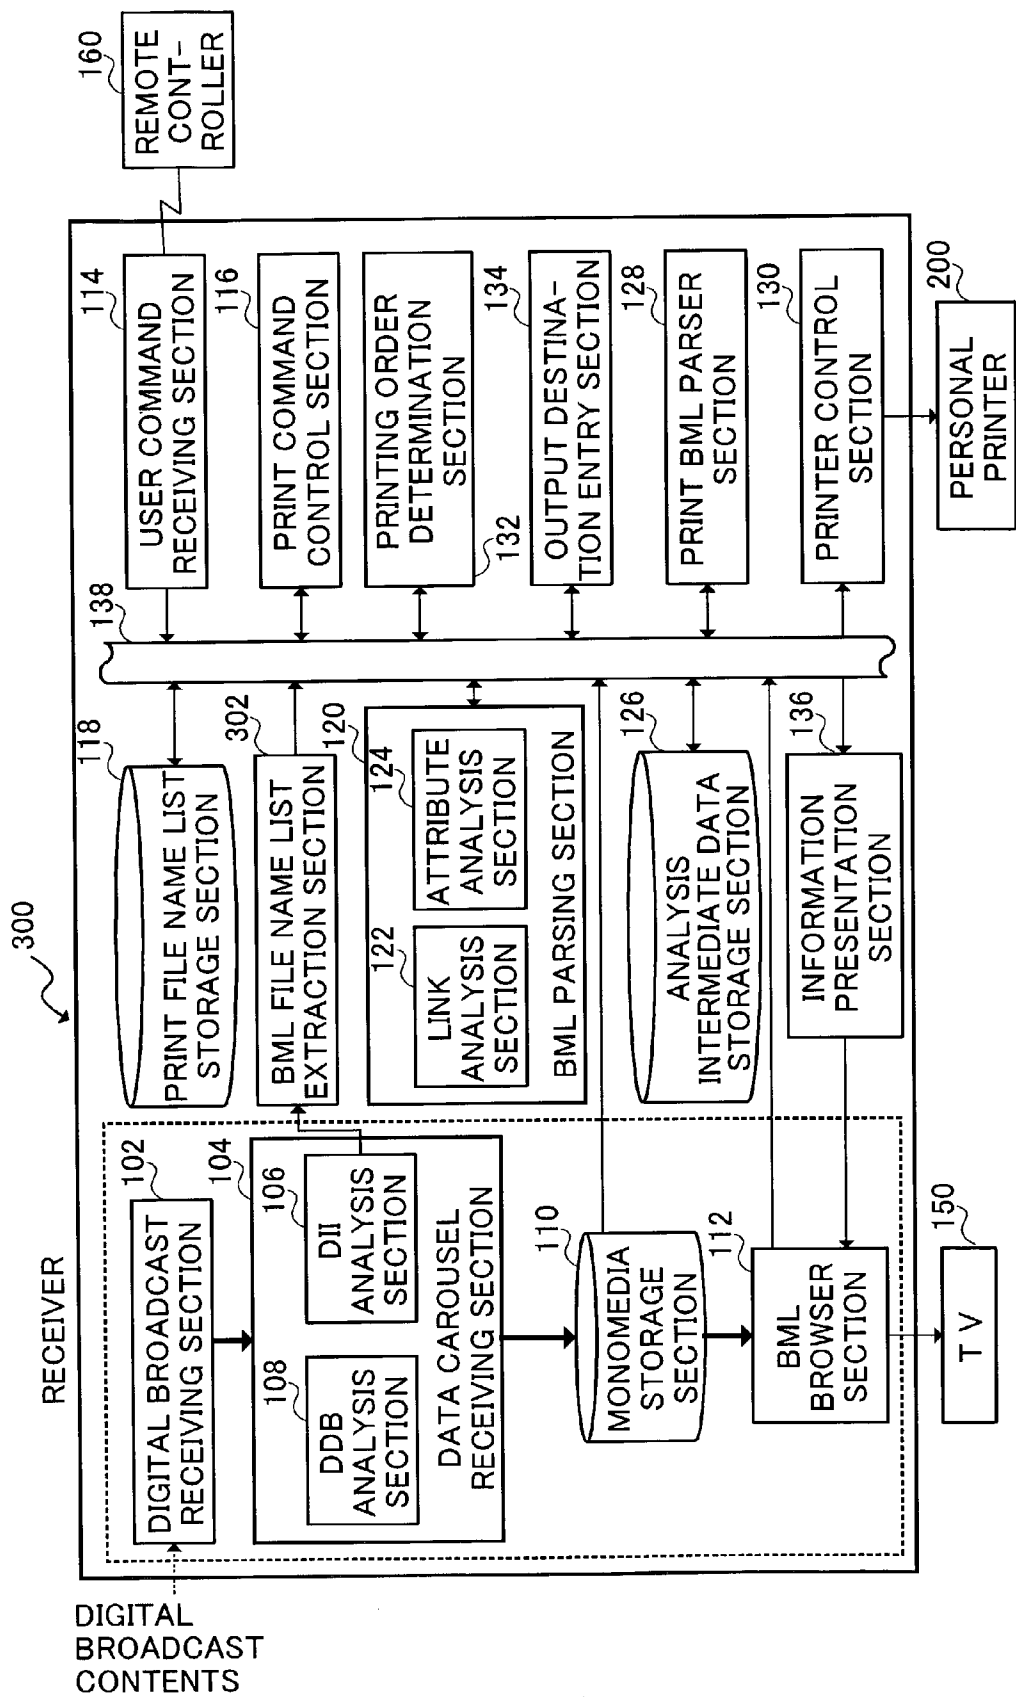 RECEIVER
300
DIGITAL
BROADCAST
CONTENTS
102
DIGITAL BROADCAST
RECEIVING SECTION
104
108
DDB
ANALYSIS
SECTION
106
DII
ANALYSIS
SECTION
DATA CAROUSEL
RECEIVING SECTION
110
MONOMEDIA
STORAGE
SECTION
112
BML
BROWSER
SECTION
150
TV
118
PRINT FILE NAME LIST
STORAGE SECTION
302
BML FILE NAME LIST
EXTRACTION SECTION
120
122
LINK
ANALYSIS
SECTION
124
ATTRIBUTE
ANALYSIS
SECTION
BML PARSING SECTION
126
ANALYSIS
INTERMEDIATE DATA
STORAGE SECTION
136
INFORMATION
PRESENTATION
SECTION
138
114
USER COMMAND
RECEIVING SECTION
116
PRINT COMMAND
CONTROL SECTION
PRINTING ORDER
DETERMINATION
SECTION
132
134
OUTPUT DESTINA-
TION ENTRY SECTION
128
PRINT BML PARSER
SECTION
130
PRINTER CONTROL
SECTION
160
REMOTE
CONT-
ROLLER
200
PERSONAL
PRINTER